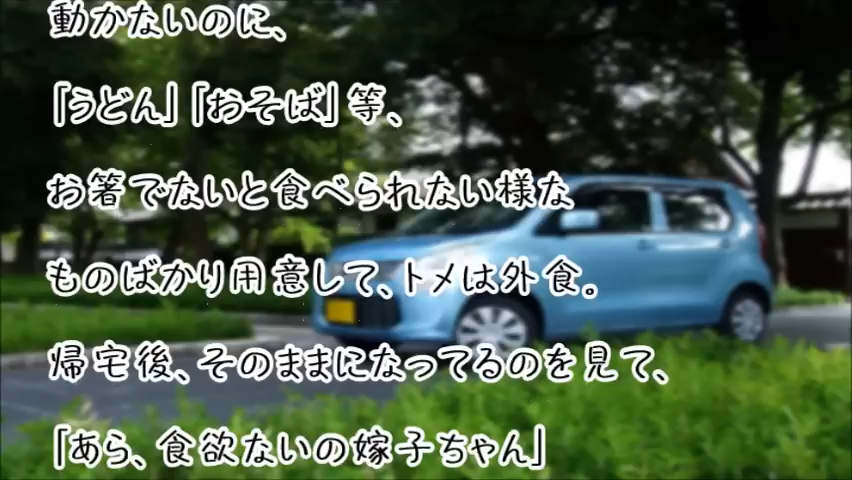 動かないのに、
「うどん」「おそば」等、
お箸でないと食べられない様な
ものばかり用意して、トメは外食。
帰宅後、そのままになってるのを見て、
「あら、食欲ないの嫁子ちゃん」